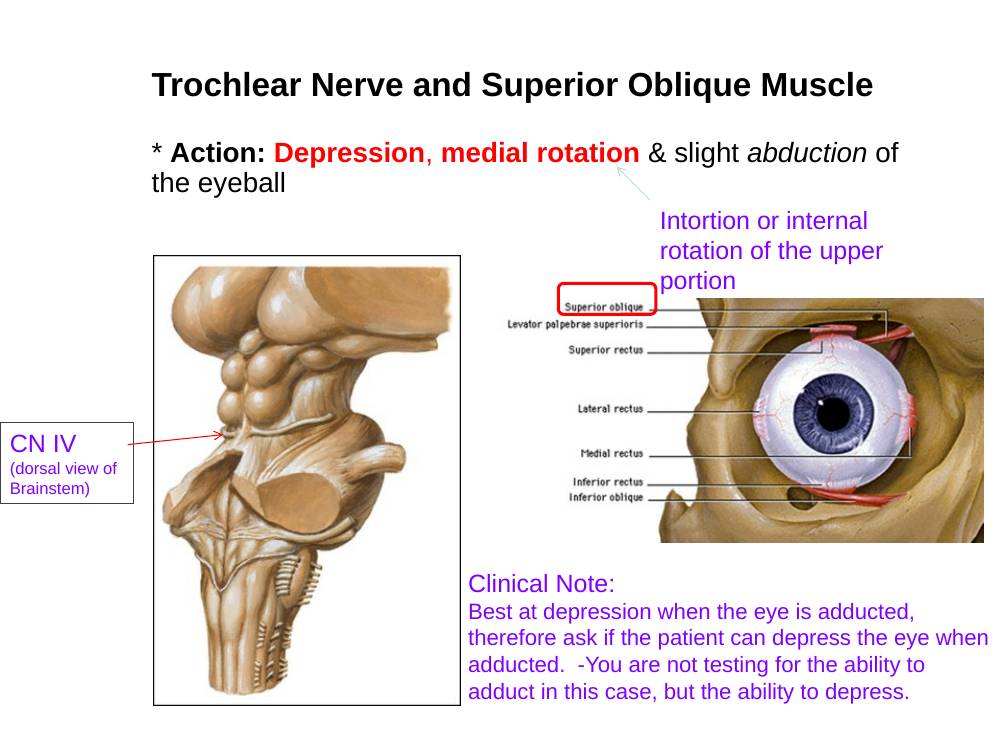 Trochlear Nerve and Superior Oblique Muscle
* Action: Depression, medial rotation & slight abduction of
the eyeball
Intortion or internal
rotation of the upper
portion
Superior oblique
Levator palpebrae superioris
Superior rectus
Lateral rectus
Medial rectus
Inferior rectus
Inferior oblique
CN IV
(dorsal view of
Brainstem)
Clinical Note:
Best at depression when the eye is adducted,
therefore ask if the patient can depress the eye when
adducted.  -You are not testing for the ability to
adduct in this case, but the ability to depress.